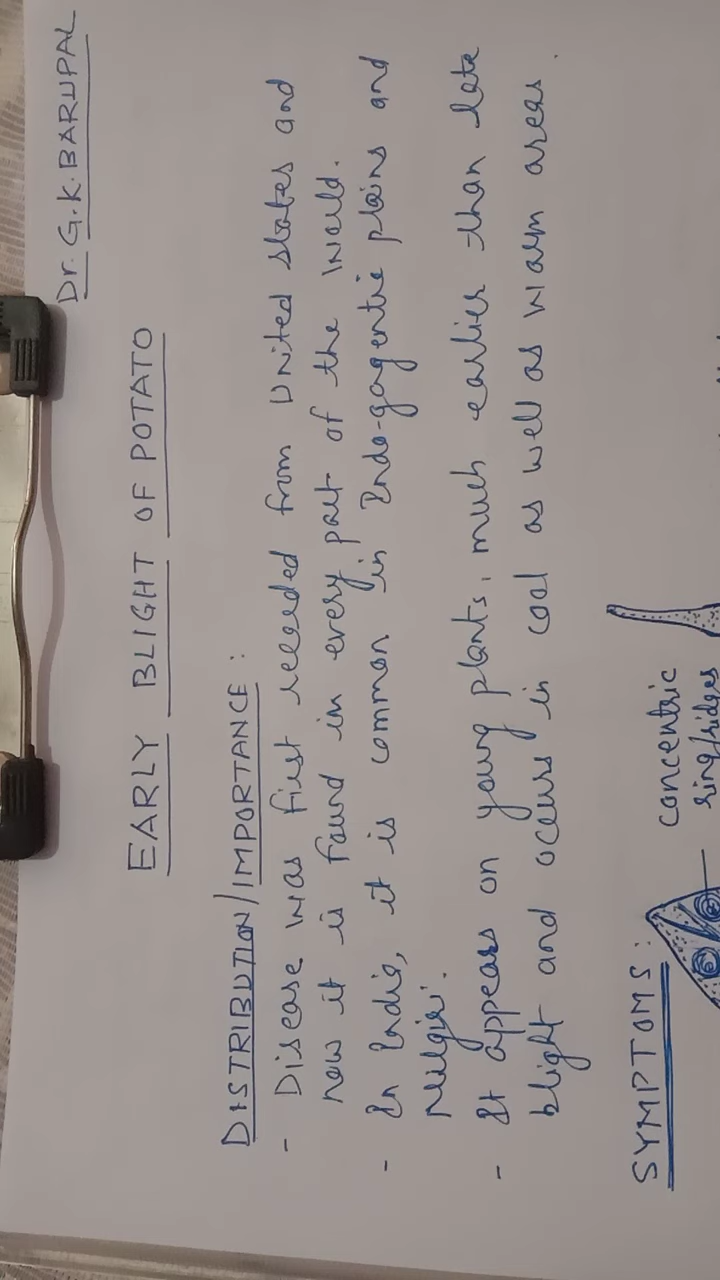 Dr. G.K. BARUPAL
EARLY BLIGHT OF POTATO
DISTRIBUTION/IMPORTANCE:
- Disease was first recorded from United states and
now it is found in every part of the world.
- In India, it is common in Indo-gangentic plains and
Nilgiri.
- It appears on young plants, much earlier than late
blight and occurs in cool as well as warm areas.
SYMPTOMS:
concentric
ring/ridges